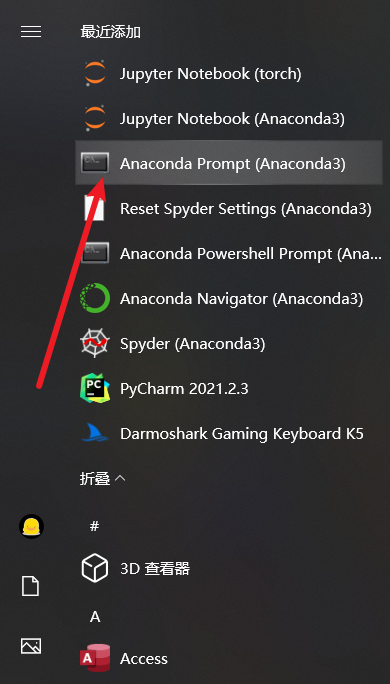 最近添加
Jupyter Notebook (torch)
Jupyter Notebook (Anaconda3)
Anaconda Prompt (Anaconda3)
Reset Spyder Settings (Anaconda3)
Anaconda Powershell Prompt (Ana...
Anaconda Navigator (Anaconda3)
Spyder (Anaconda3)
PyCharm 2021.2.3
Darmoshark Gaming Keyboard K5
折叠
#
3D 查看器
A
Access